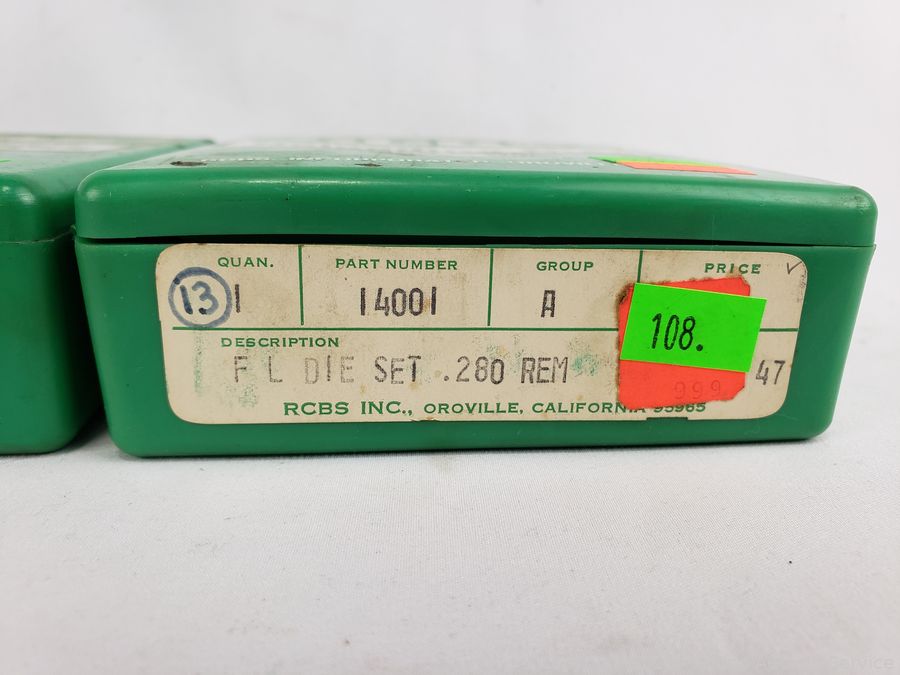 QUAN. PART NUMBER GROUP PRICE
13 1 14001 A
108.
DESCRIPTION
F L DIE SET .280 REM 47
999
RCBS INC., OROVILLE, CALIFORNIA 95965
Service